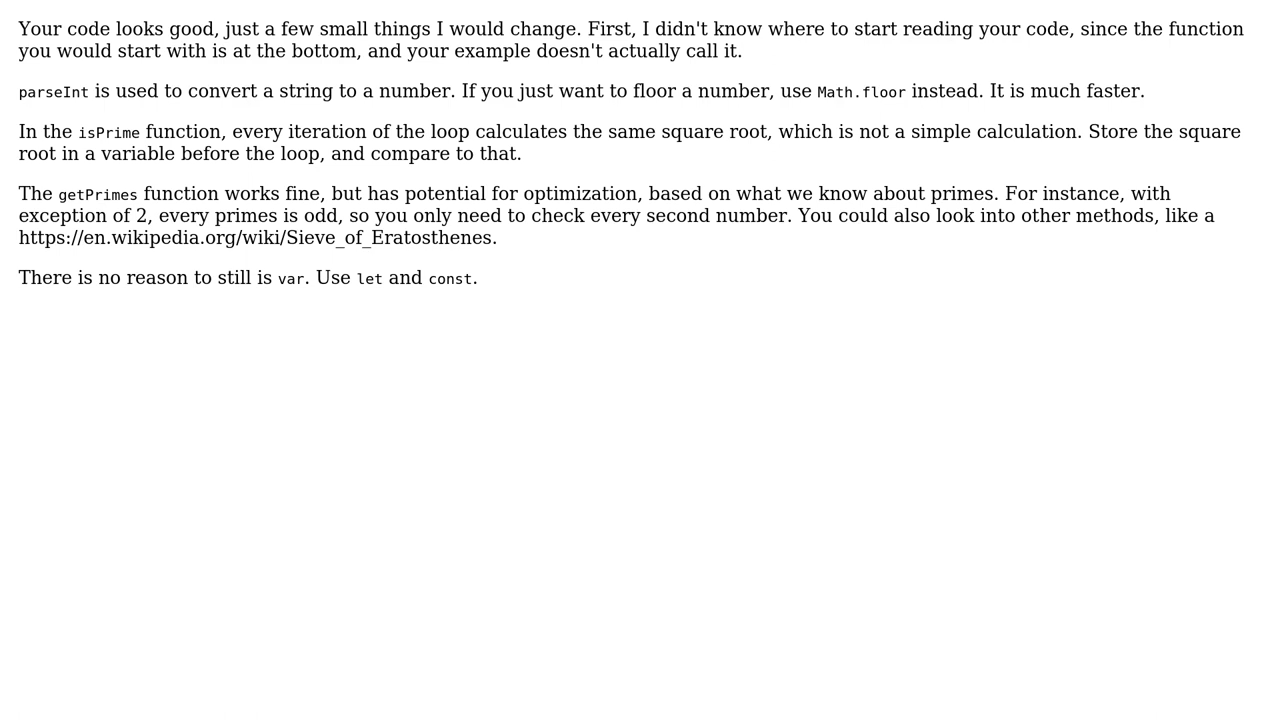 Your code looks good, just a few small things I would change. First, I didn't know where to start reading your code, since the function
you would start with is at the bottom, and your example doesn't actually call it.
parseInt is used to convert a string to a number. If you just want to floor a number, use Math.floor instead. It is much faster.
In the isPrime function, every iteration of the loop calculates the same square root, which is not a simple calculation. Store the square
root in a variable before the loop, and compare to that.
The getPrimes function works fine, but has potential for optimization, based on what we know about primes. For instance, with
exception of 2, every primes is odd, so you only need to check every second number. You could also look into other methods, like a
https://en.wikipedia.org/wiki/Sieve_of_Eratosthenes.
There is no reason to still is var. Use let and const.